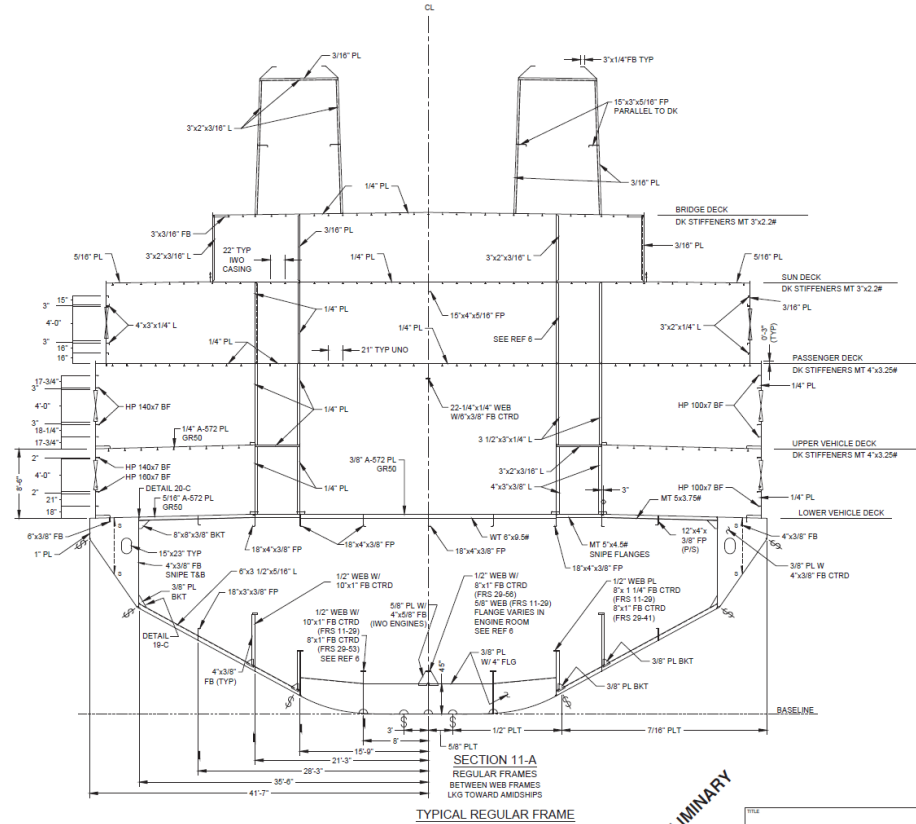 CL
3/16" PL
3"x1/4"FB TYP
15"x3"x5/16" FP
PARALLEL TO DK
3"x2"x3/16" L
3/16" PL
1/4" PL
BRIDGE DECK
DK STIFFENERS MT 3"x2.2#
3"x3/16" FB
3/16" PL
3"x2"x3/16" L
22" TYP
IWO
CASING
5/16" PL
1/4" PL
3"x2"x3/16" L
3/16" PL
5/16" PL
SUN DECK
DK STIFFENERS MT 3"x2.2#
15"
3"
4'-0"
3"
16"
16"
4"x3"x1/4" L
1/4" PL
15"x4"x5/16" FP
1/4" PL
SEE REF 6
3"x2"x1/4" L
3/16" PL
0'-3"
(TYP)
1/4" PL
21" TYP UNO
PASSENGER DECK
DK STIFFENERS MT 4"x3.25#
17-3/4"
3"
4'-0"
3"
18-1/4"
17-3/4"
HP 140x7 BF
1/4" PL
22-1/4"x1/4" WEB
W/6"x3/8" FB CTRD
HP 100x7 BF
1/4" PL
1/4" A-572 PL
GR50
3 1/2"x3"x1/4" L
UPPER VEHICLE DECK
DK STIFFENERS MT 4"x3.25#
8'-6"
2"
4'-0"
2"
21"
18"
HP 140x7 BF
HP 160x7 BF
DETAIL 20-C
5/16" A-572 PL
GR50
1/4" PL
3/8" A-572 PL
GR50
3"x2"x3/16" L
4"x3"x3/8" L
3"
HP 100x7 BF
MT 5x3.75#
1/4" PL
LOWER VEHICLE DECK
6"x3/8" FB
1" PL
8"x8"x3/8" BKT
15"x23" TYP
4"x3/8" FB
SNIPE T&B
18"x4"x3/8" FP
18"x4"x3/8" FP
WT 6"x9.5#
18"x4"x3/8" FP
MT 5"x4.5#
SNIPE FLANGES
18"x4"x3/8" FP
12"x4"x
3/8" FP
(P/S)
4"x3/8" FB
3/8" PL W
4"x3/8" FB CTRD
3/8" PL
BKT
6"x3 1/2"x5/16" L
18"x3"x3/8" FP
1/2" WEB W/
10"x1" FB CTRD
DETAIL
19-C
4"x3/8"
FB (TYP)
1/2" WEB W/
10"x1" FB CTRD
(FRS 11-29)
8"x1" FB CTRD
(FRS 29-53)
SEE REF 6
5/8" PL W/
4"x5/8" FB
(IWO ENGINES)
1/2" WEB W/
8"x1" FB CTRD
(FRS 29-56)
5/8" WEB (FRS 11-29)
FLANGE VARIES IN
ENGINE ROOM
SEE REF 6
3/8" PL
W/ 4" FLG
1/2" WEB PL
8"x 1 1/4" FB CTRD
(FRS 11-29)
8"x1" FB CTRD
(FRS 29-41)
3/8" PL BKT
3/8" PL BKT
45"
BASELINE
3'
8'
15'-9"
21'-3"
28'-3"
35'-6"
41'-7"
5/8" PLT
1/2" PLT
7/16" PLT
SECTION 11-A
REGULAR FRAMES
BETWEEN WEB FRAMES
LKG TOWARD AMIDSHIPS
TYPICAL REGULAR FRAME
TITLE